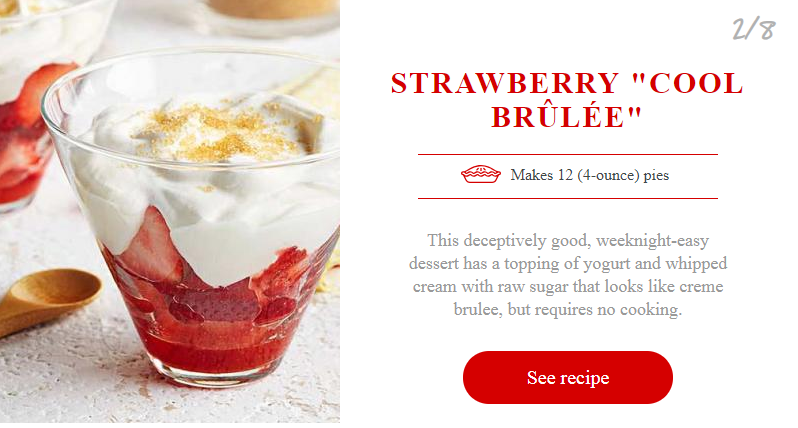 2/8
STRAWBERRY "COOL
BRÛLÉE"
Makes 12 (4-ounce) pies
This deceptively good, weeknight-easy
dessert has a topping of yogurt and whipped
cream with raw sugar that looks like creme
brulee, but requires no cooking.
See recipe